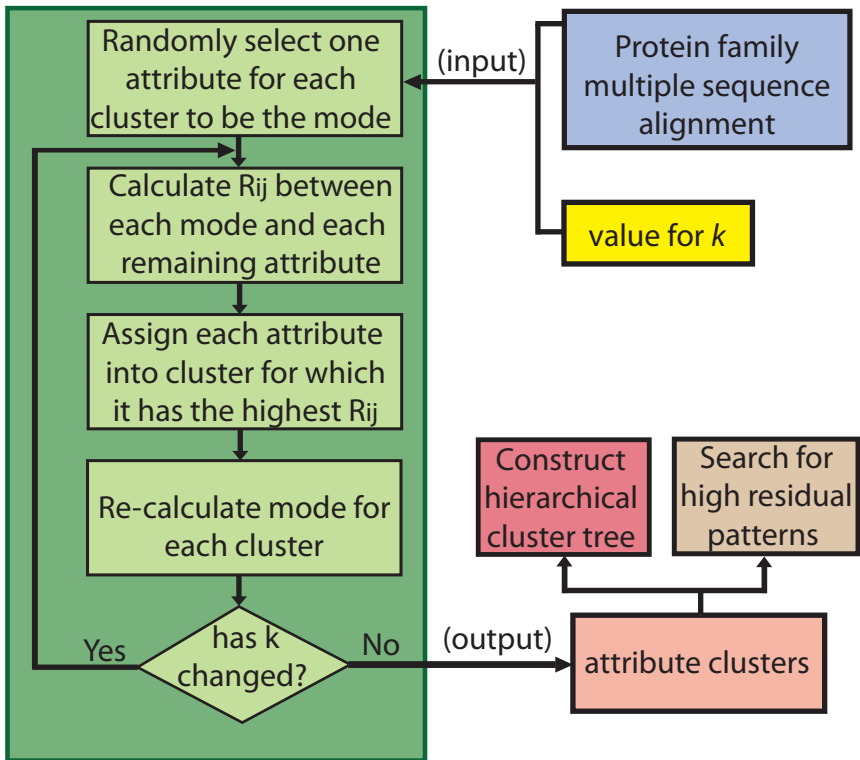 Randomly select one
attribute for each
cluster to be the mode
(input)
Protein family
multiple sequence
alignment
value for k
Calculate Rij between
each mode and each
remaining attribute
Assign each attribute
into cluster for which
it has the highest Rij
Re-calculate mode for
each cluster
has k
changed?
Yes
No
(output)
attribute clusters
Construct
hierarchical
cluster tree
Search for
high residual
patterns